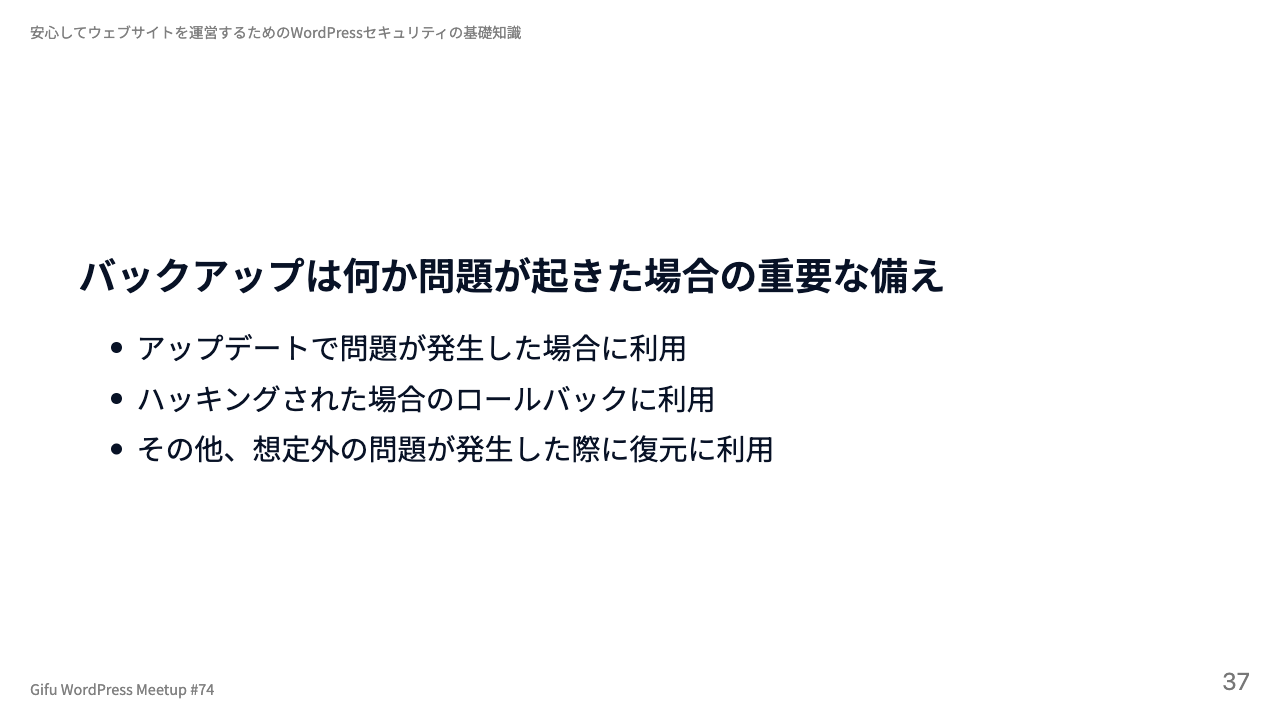 安心してウェブサイトを運営するためのWordPressセキュリティの基礎知識
バックアップは何か問題が起きた場合の重要な備え
• アップデートで問題が発生した場合に利用
• ハッキングされた場合のロールバックに利用
• その他、想定外の問題が発生した際に復元に利用
Gifu WordPress Meetup #74
37